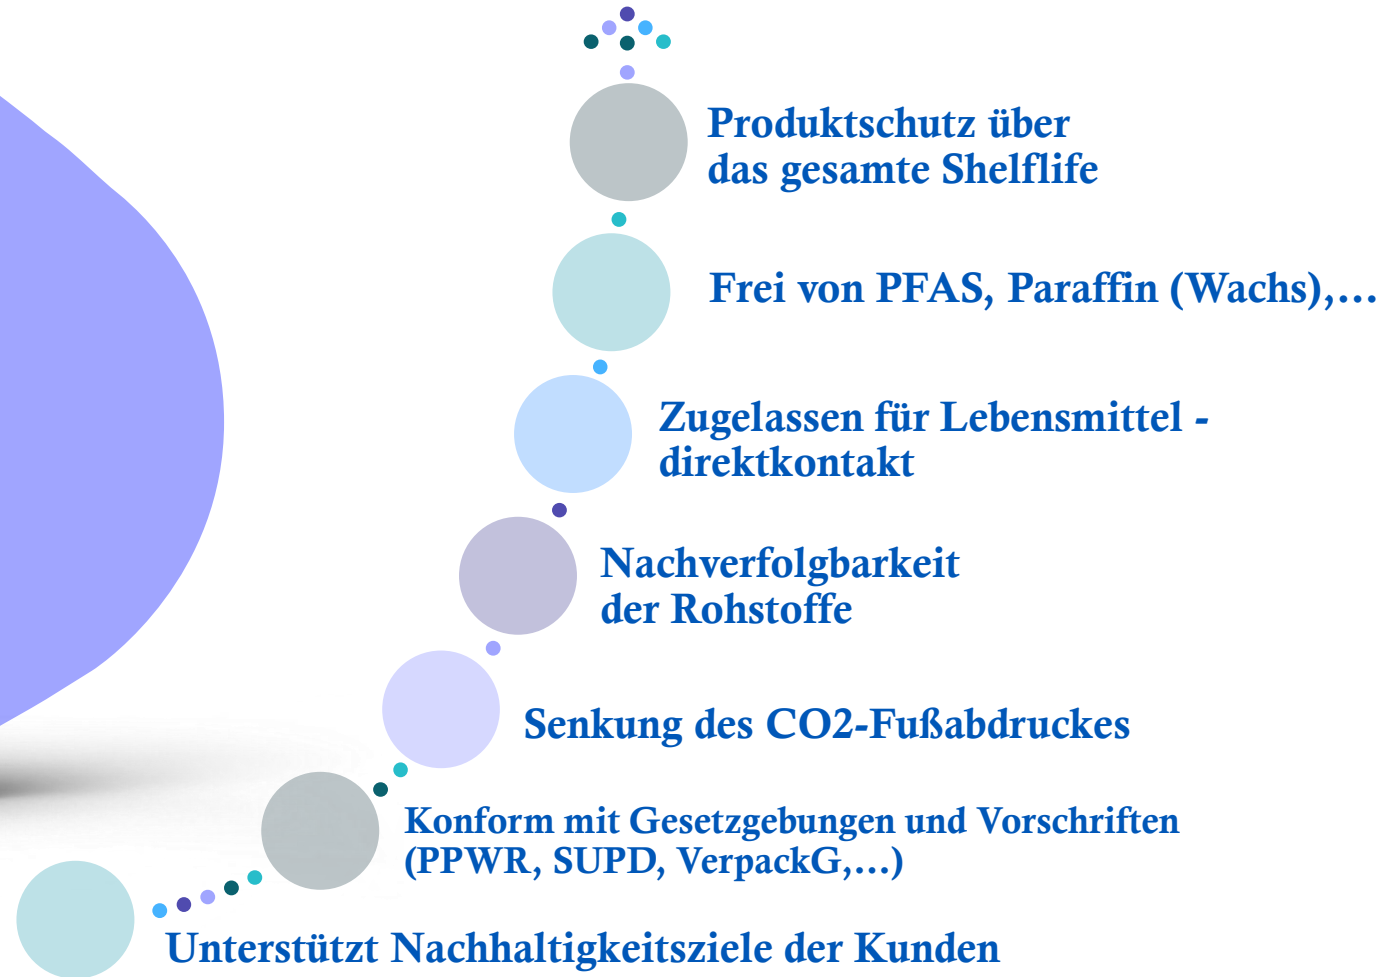 Produktschutz über
das gesamte Shelflife
Frei von PFAS, Paraffin (Wachs),...
Zugelassen für Lebensmittel -
direktkontakt
Nachverfolgbarkeit
der Rohstoffe
Senkung des CO2-Fußabdruckes
Konform mit Gesetzgebungen und Vorschriften
(PPWR, SUPD, VerpackG,...)
Unterstützt Nachhaltigkeitsziele der Kunden